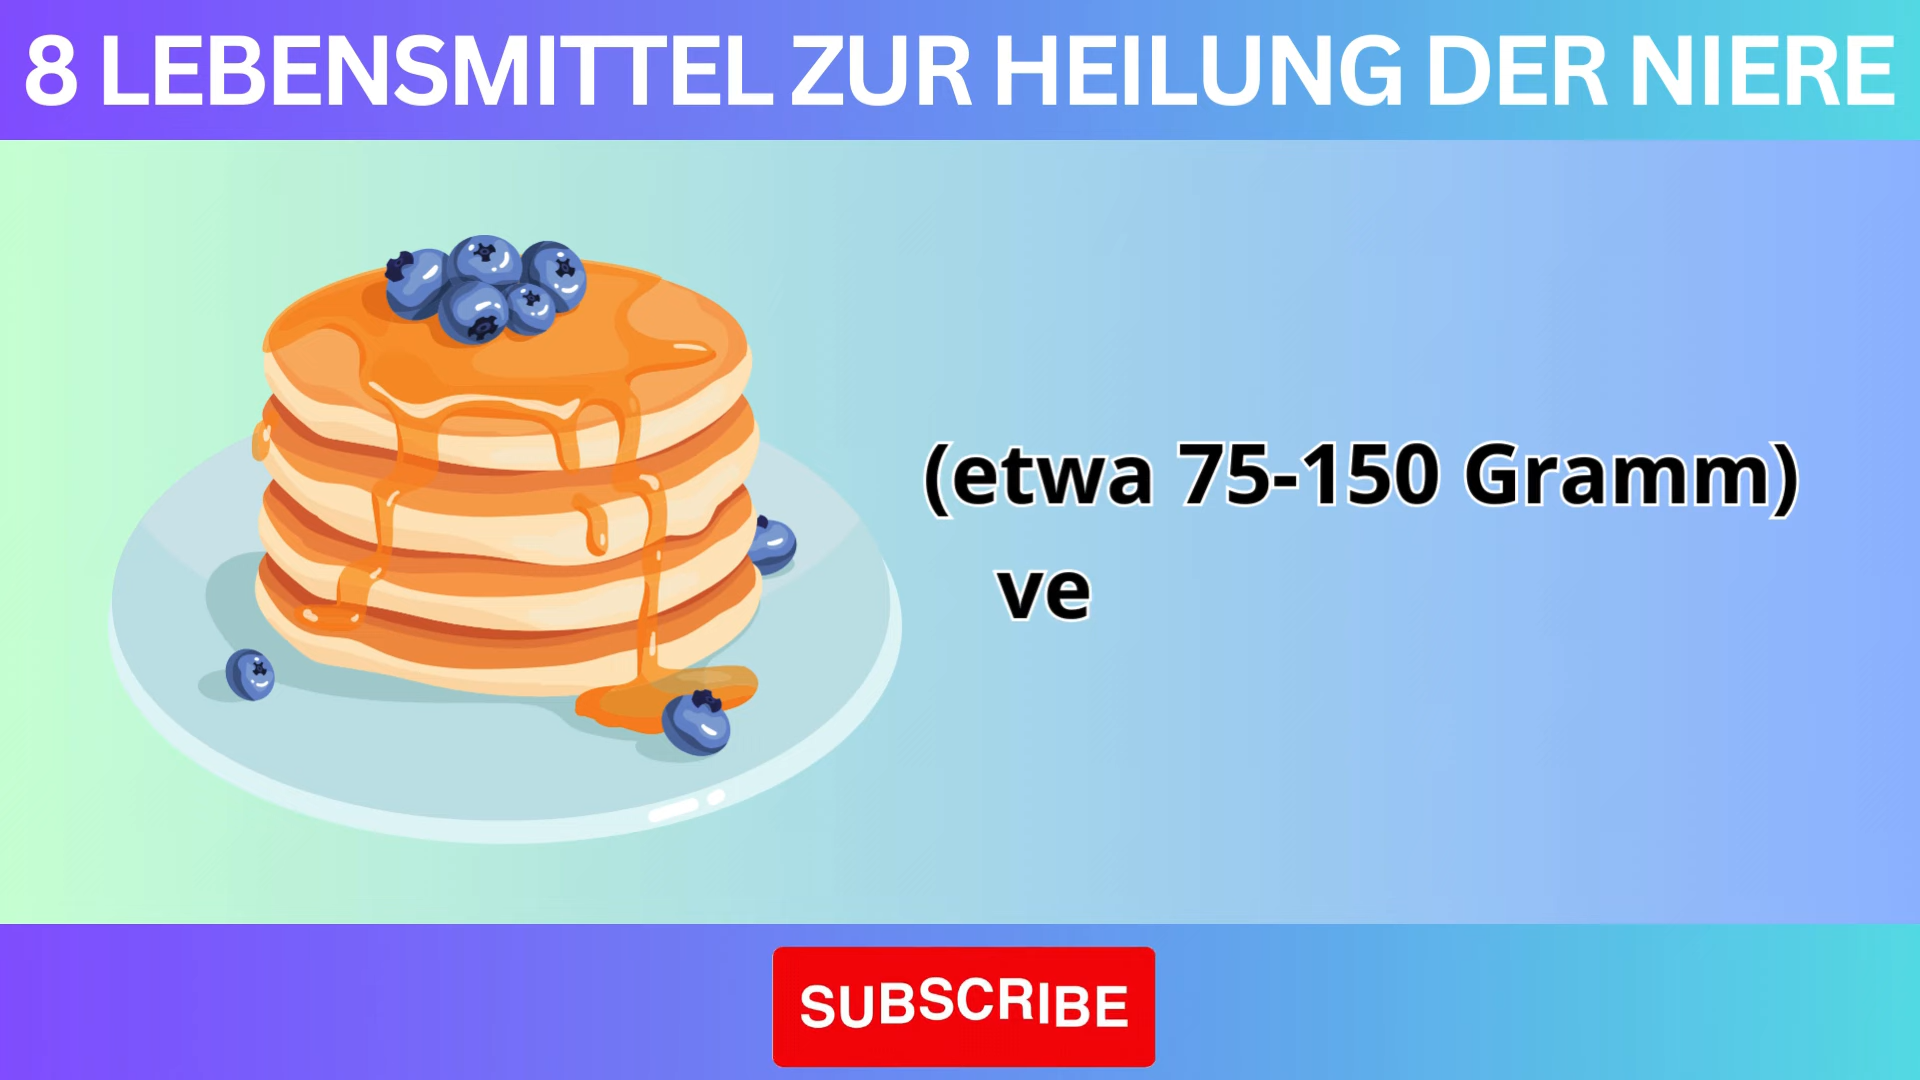 8 LEBENSMITTEL ZUR HEILUNG DER NIERE
(etwa 75-150 Gramm)
ve
SUBSCRIBE